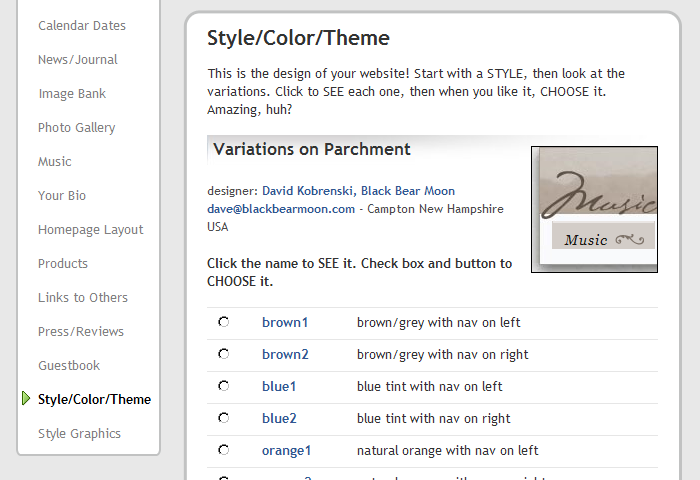 Calendar Dates
News/Journal
Image Bank
Photo Gallery
Music
Your Bio
Homepage Layout
Products
Links to Others
Press/Reviews
Guestbook
Style/Color/Theme
Style Graphics
Style/Color/Theme
This is the design of your website! Start with a STYLE, then look at the
variations. Click to SEE each one, then when you like it, CHOOSE it.
Amazing, huh?
Variations on Parchment
designer: David Kobrenski, Black Bear Moon
dave@blackbearmoon.com - Campton New Hampshire
USA
Music
Music
Click the name to SEE it. Check box and button to
CHOOSE it.
brown1 brown/grey with nav on left
brown2 brown/grey with nav on right
blue1 blue tint with nav on left
blue2 blue tint with nav on right
orange1 natural orange with nav on left